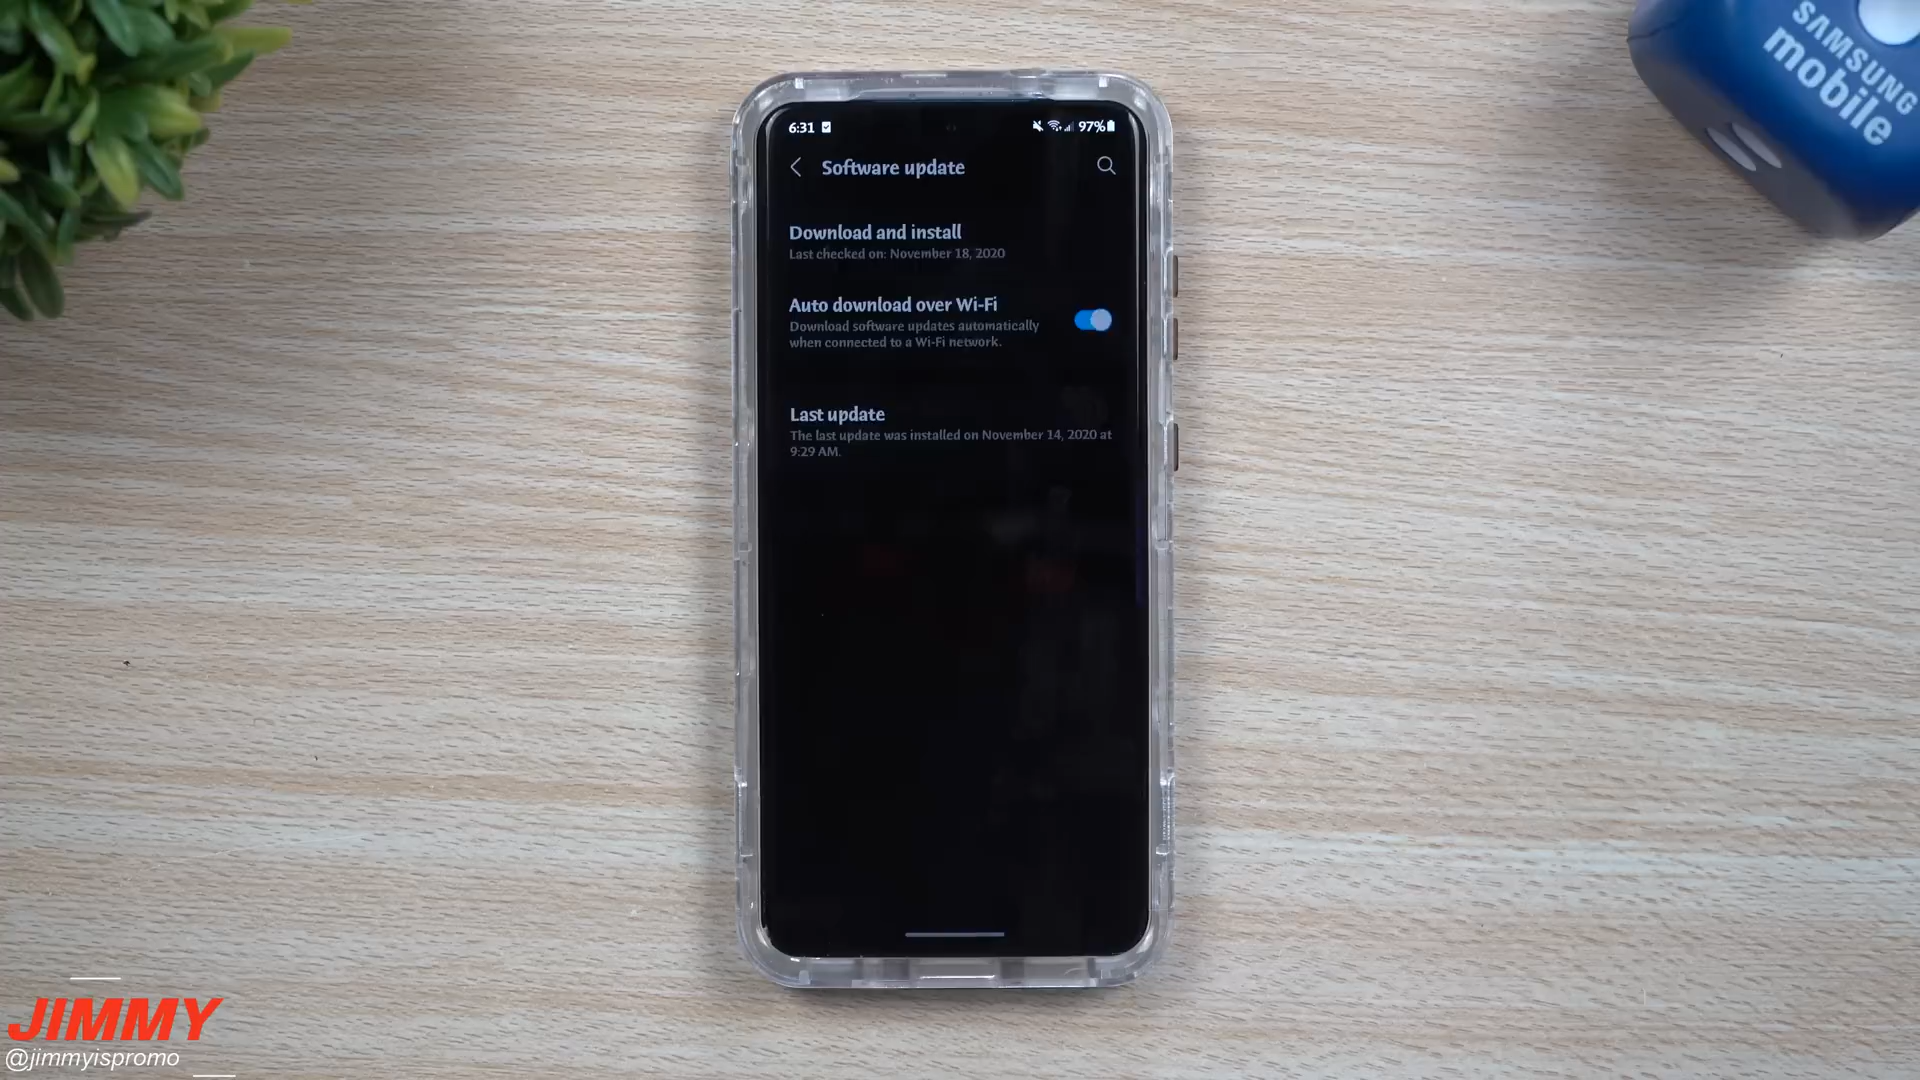 SAMSUNG
mobile
6:31
97%
Software update
Download and install
Last checked on: November 18, 2020
Auto download over Wi-Fi
Download software updates automatically
when connected to a Wi-Fi network.
Last update
The last update was installed on November 14, 2020 at
9:29 AM.
JIMMY
@jimmyispromo